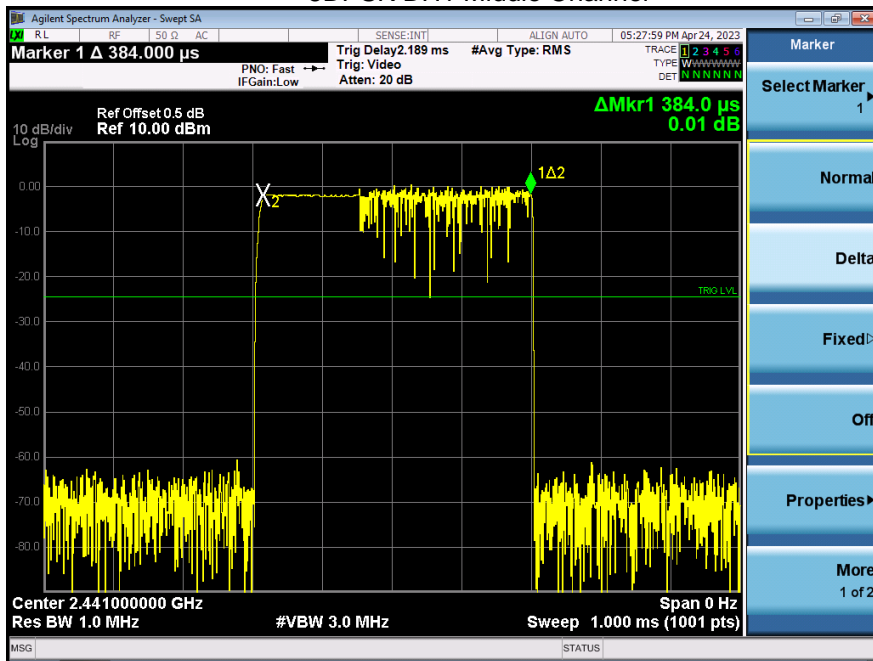 Agilent Spectrum Analyzer - Swept SA
LXI RL RF 50 Ω AC SENSE:INT ALIGN AUTO 05:27:59 PM Apr 24, 2023
Marker 1 Δ 384.000 µs
PNO: Fast
IFGain:Low
Trig Delay2.189 ms
Trig: Video
Atten: 20 dB
#Avg Type: RMS
TRACE 1 2 3 4 5 6
TYPE WWWWWW
DET N N N N N N
ΔMkr1 384.0 µs
0.01 dB
Ref Offset 0.5 dB
10 dB/div Ref 10.00 dBm
Log
1Δ2
0.00
2
-10.0
-20.0
TRIG LVL
-30.0
-40.0
-50.0
-60.0
-70.0
-80.0
Center 2.441000000 GHz Span 0 Hz
Res BW 1.0 MHz #VBW 3.0 MHz Sweep 1.000 ms (1001 pts)
MSG STATUS
Marker
Select Marker
1
Normal
Delta
Fixed
Off
Properties
More
1 of 2